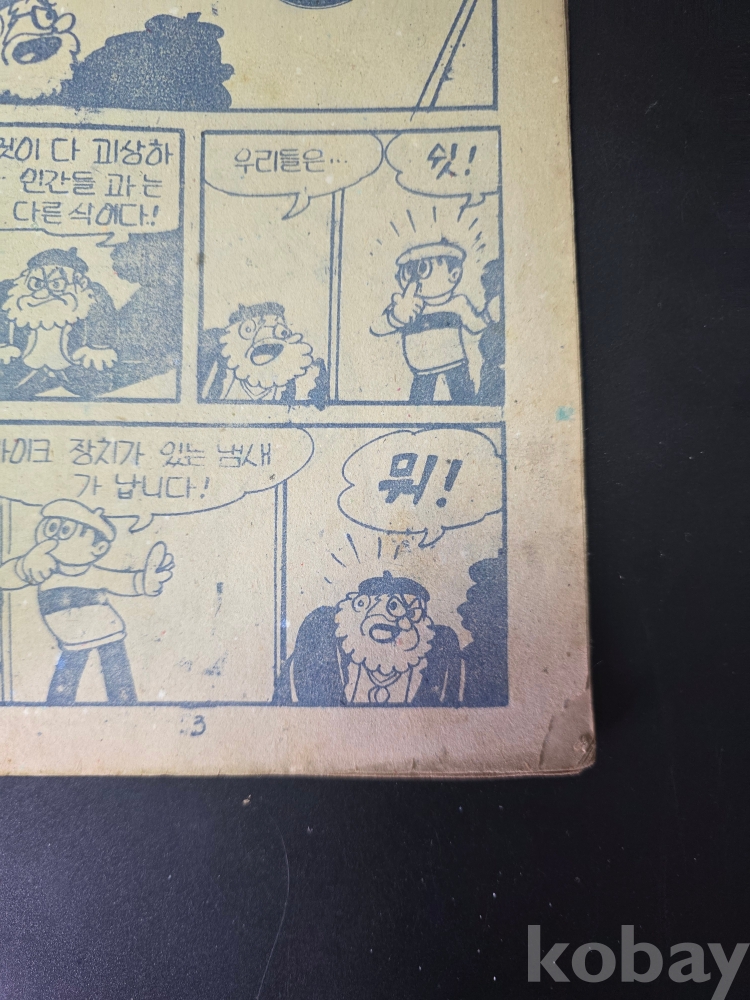 것이 다 괴상하
인간들 과는
다른 삭이다!
우리들은…
쉿!
마이크 장치가 있는 냄새
가 납니다!
뭐!
3
kobay